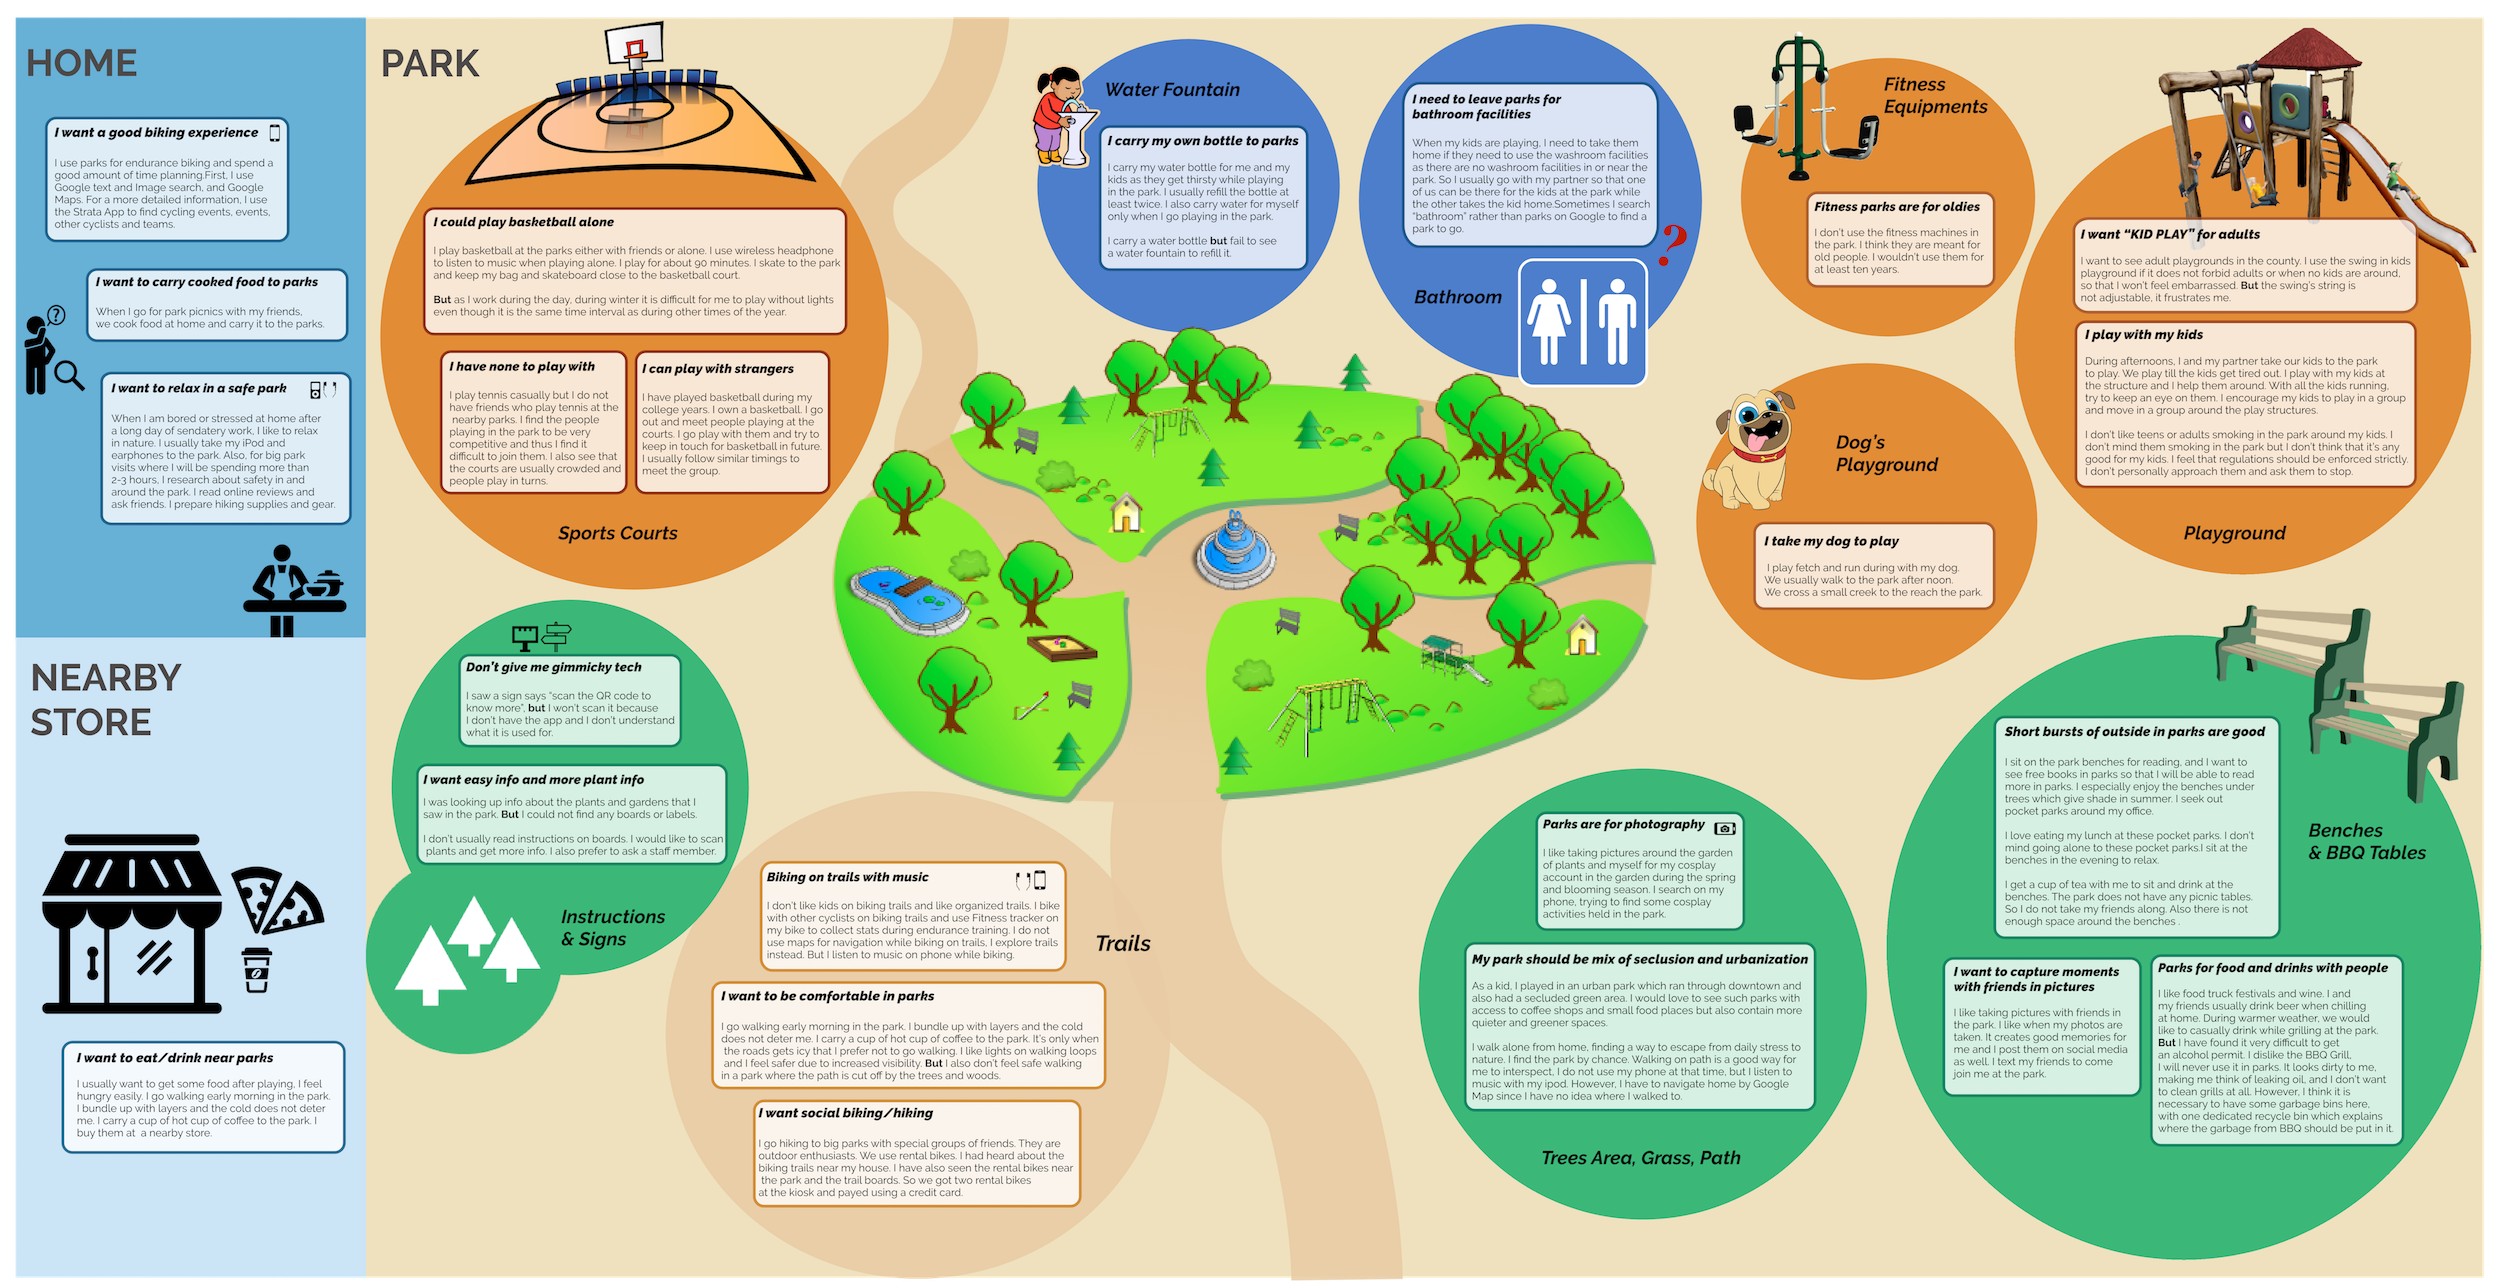 HOME
I want a good biking experience
I use parks for endurance biking and spend a
good amount of time planning.First, I use
Google text and Image search, and Google
Maps. For a more detailed information, I use
the Strata App to find cycling events, events,
other cyclists and teams.
I want to carry cooked food to parks
When I go for park picnics with my friends,
we cook food at home and carry it to the parks.
?
I want to relax in a safe park
When I am bored or stressed at home after
a long day of sendatery work, I like to relax
in nature. I usually take my iPod and
earphones to the park. Also, for big park
visits where I will be spending more than
2-3 hours, I research about safety in and
around the park. I read online reviews and
ask friends. I prepare hiking supplies and gear.
NEARBY
STORE
I want to eat/drink near parks
I usually want to get some food after playing, I feel
hungry easily. I go walking early morning in the park.
I bundle up with layers and the cold does not deter
me. I carry a cup of hot cup of coffee to the park. I
buy them at a nearby store.
PARK
I could play basketball alone
I play basketball at the parks either with friends or alone. I use wireless headphone
to listen to music when playing alone. I play for about 90 minutes. I skate to the park
and keep my bag and skateboard close to the basketball court.
But as I work during the day, during winter it is difficult for me to play without lights
even though it is the same time interval as during other times of the year.
I have none to play with
I play tennis casually but I do not
have friends who play tennis at the
nearby parks. I find the people
playing in the park to be very
competitive and thus I find it
difficult to join them. I also see that
the courts are usually crowded and
people play in turns.
I can play with strangers
I have played basketball during my
college years. I own a basketball. I go
out and meet people playing at the
courts. I go play with them and try to
keep in touch for basketball in future.
I usually follow similar timings to
meet the group.
Sports Courts
Water Fountain
I carry my own bottle to parks
I carry my water bottle for me and my
kids as they get thirsty while playing
in the park. I usually refill the bottle at
least twice. I also carry water for myself
only when I go playing in the park.
I carry a water bottle but fail to see
a water fountain to refill it.
I need to leave parks for
bathroom facilities
When my kids are playing, I need to take them
home if they need to use the washroom facilities
as there are no washroom facilities in or near the
park. So I usually go with my partner so that one
of us can be there for the kids at the park while
the other takes the kid home.Sometimes I search
"bathroom" rather than parks on Google to find a
park to go.
?
Bathroom
Fitness
Equipments
Fitness parks are for oldies
I don't use the fitness machines in
the park. I think they are meant for
old people. I wouldn't use them for
at least ten years.
I want “KID PLAY” for adults
I want to see adult playgrounds in the county. I use the swing in kids
playground if it does not forbid adults or when no kids are around,
so that I won't feel embarrassed. But the swing's string is
not adjustable, it frustrates me.
I play with my kids
During afternoons, I and my partner take our kids to the park
to play. We play till the kids get tired out. I play with my kids at
the structure and I help them around. With all the kids running,
try to keep an eye on them. I encourage my kids to play in a group
and move in a group around the play structures.
I don't like teens or adults smoking in the park around my kids. I
don't mind them smoking in the park but I don't think that it's any
good for my kids. I feel that regulations should be enforced strictly.
I don't personally approach them and ask them to stop.
Playground
Dog's
Playground
I take my dog to play
I play fetch and run during with my dog.
We usually walk to the park after noon.
We cross a small creek to the reach the park.
Don't give me gimmicky tech
I saw a sign says "scan the QR code to
know more", but I won't scan it because
I don't have the app and I don't understand
what it is used for.
I want easy info and more plant info
I was looking up info about the plants and gardens that I
saw in the park. But I could not find any boards or labels.
I don't usually read instructions on boards. I would like to scan
plants and get more info. I also prefer to ask a staff member.
Instructions
& Signs
Biking on trails with music
I don't like kids on biking trails and like organized trails. I bike
with other cyclists on biking trails and use Fitness tracker on
my bike to collect stats during endurance training. I do not
use maps for navigation while biking on trails, I explore trails
instead. But I listen to music on phone while biking.
Trails
I want to be comfortable in parks
I go walking early morning in the park. I bundle up with layers and the cold
does not deter me. I carry a cup of hot cup of coffee to the park. It's only when
the roads gets icy that I prefer not to go walking. I like lights on walking loops
and I feel safer due to increased visibility. But I also don't feel safe walking
in a park where the path is cut off by the trees and woods.
I want social biking/hiking
I go hiking to big parks with special groups of friends. They are
outdoor enthusiasts. We use rental bikes. I had heard about the
biking trails near my house. I have also seen the rental bikes near
the park and the trail boards. So we got two rental bikes
at the kiosk and payed using a credit card.
Parks are for photography
I like taking pictures around the garden
of plants and myself for my cosplay
account in the garden during the spring
and blooming season. I search on my
phone, trying to find some cosplay
activities held in the park.
My park should be mix of seclusion and urbanization
As a kid, I played in an urban park which ran through downtown and
also had a secluded green area. I would love to see such parks with
access to coffee shops and small food places but also contain more
quieter and greener spaces.
I walk alone from home, finding a way to escape from daily stress to
nature. I find the park by chance. Walking on path is a good way for
me to interspect, I do not use my phone at that time, but I listen to
music with my ipod. However, I have to navigate home by Google
Map since I have no idea where I walked to.
Trees Area, Grass, Path
Short bursts of outside in parks are good
I sit on the park benches for reading, and I want to
see free books in parks so that I will be able to read
more in parks. I especially enjoy the benches under
trees which give shade in summer. I seek out
pocket parks around my office.
I love eating my lunch at these pocket parks. I don't
mind going alone to these pocket parks.I sit at the
benches in the evening to relax.
I get a cup of tea with me to sit and drink at the
benches. The park does not have any picnic tables.
So I do not take my friends along. Also there is not
enough space around the benches .
Benches
& BBQ Tables
I want to capture moments
with friends in pictures
I like taking pictures with friends in
the park. I like when my photos are
taken. It creates good memories for
me and I post them on social media
as well. I text my friends to come
join me at the park.
Parks for food and drinks with people
I like food truck festivals and wine. I and
my friends usually drink beer when chilling
at home. During warmer weather, we would
like to casually drink while grilling at the park.
But I have found it very difficult to get
an alcohol permit. I dislike the BBQ Grill,
I will never use it in parks. It looks dirty to me,
making me think of leaking oil, and I don't want
to clean grills at all. However, I think it is
necessary to have some garbage bins here,
with one dedicated recycle bin which explains
where the garbage from BBQ should be put in it.